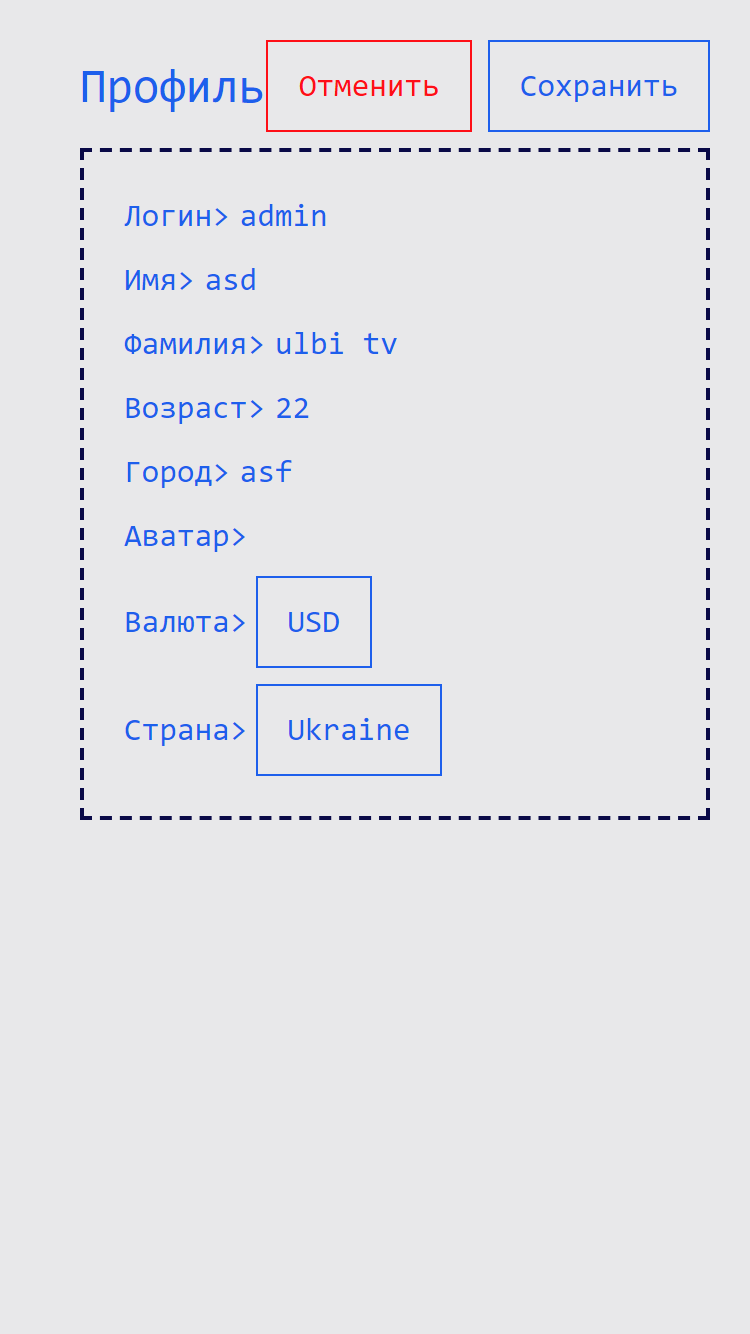 Профиль Отменить Сохранить
Логин> admin
Имя> asd
Фамилия> ulbi tv
Возраст> 22
Город> asf
Аватар>
Валюта> USD
Страна> Ukraine